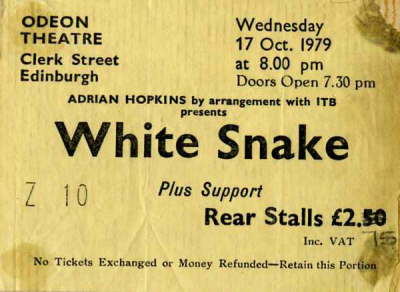 ODEON
THEATRE
Clerk Street
Edinburgh
Wednesday
17 Oct. 1979
at 8.00 pm
Doors Open 7.30 pm
ADRIAN HOPKINS by arrangement with ITB
presents
White Snake
Z 10
Plus Support
Rear Stalls £2.50
75
Inc. VAT
No Tickets Exchanged or Money Refunded—Retain this Portion